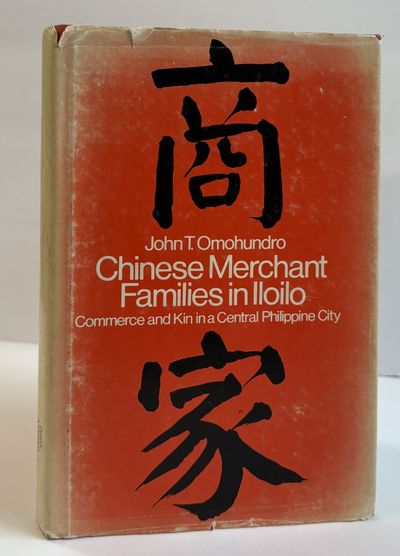 商
John T. Omohundro
Chinese Merchant
Families in Iloilo
Commerce and Kin in a Central Philippine City
家